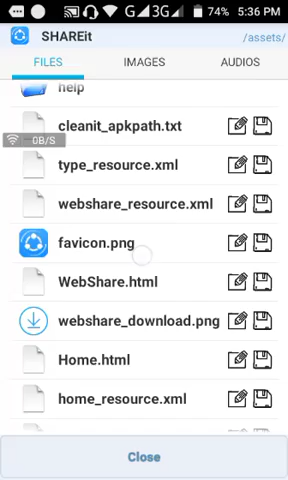 G 3G 74% 5:36 PM
SHAREit /assets/
FILES IMAGES AUDIOS
help
cleanit_apkpath.txt
0B/S
type_resource.xml
webshare_resource.xml
favicon.png
WebShare.html
webshare_download.png
Home.html
home_resource.xml
Close